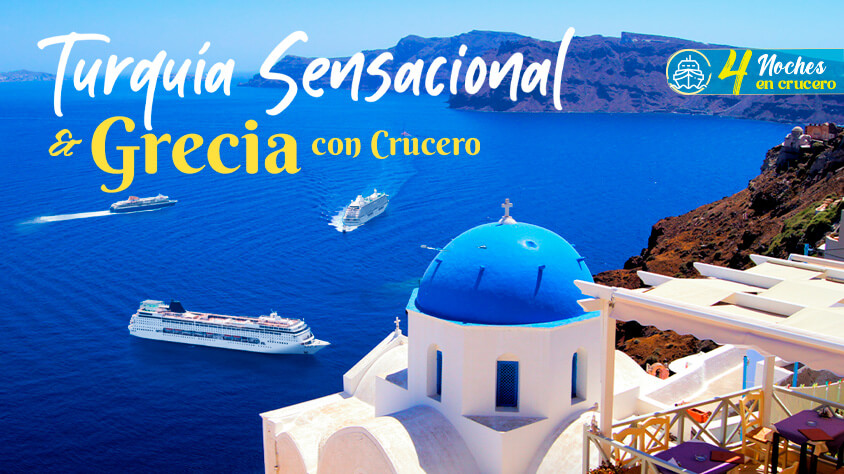 Turquía Sensacional
& Grecia con Crucero
4 Noches
en crucero